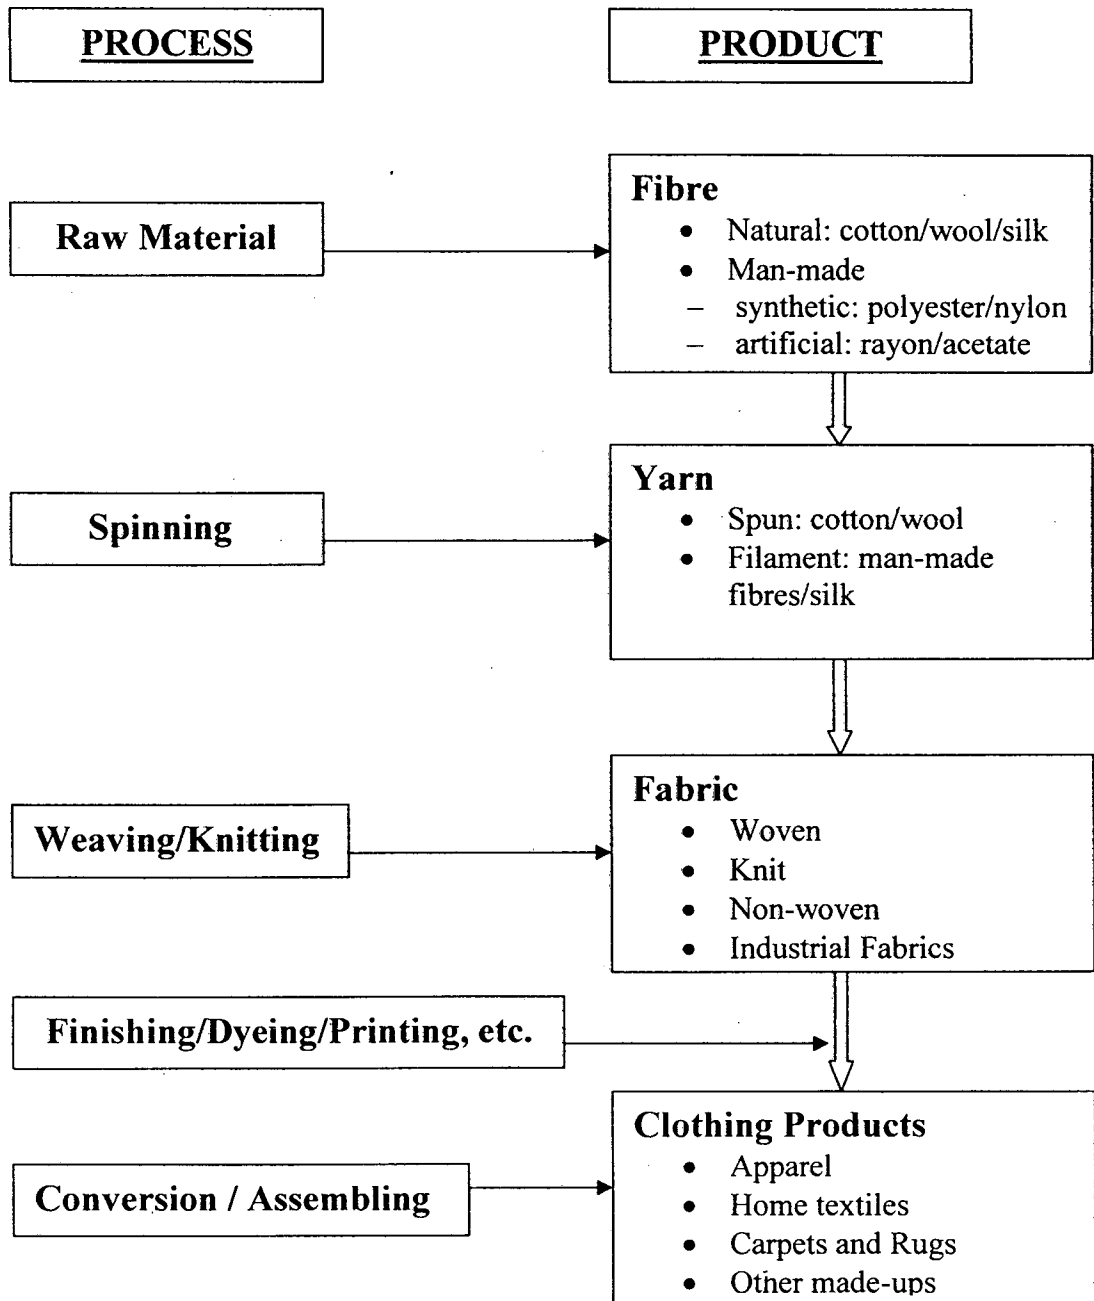 PROCESS
PRODUCT
Raw Material
Fibre
• Natural: cotton/wool/silk
• Man-made
– synthetic: polyester/nylon
– artificial: rayon/acetate
Spinning
Yarn
• Spun: cotton/wool
• Filament: man-made
fibres/silk
Weaving/Knitting
Fabric
• Woven
• Knit
• Non-woven
• Industrial Fabrics
Finishing/Dyeing/Printing, etc.
Conversion / Assembling
Clothing Products
• Apparel
• Home textiles
• Carpets and Rugs
• Other made-ups